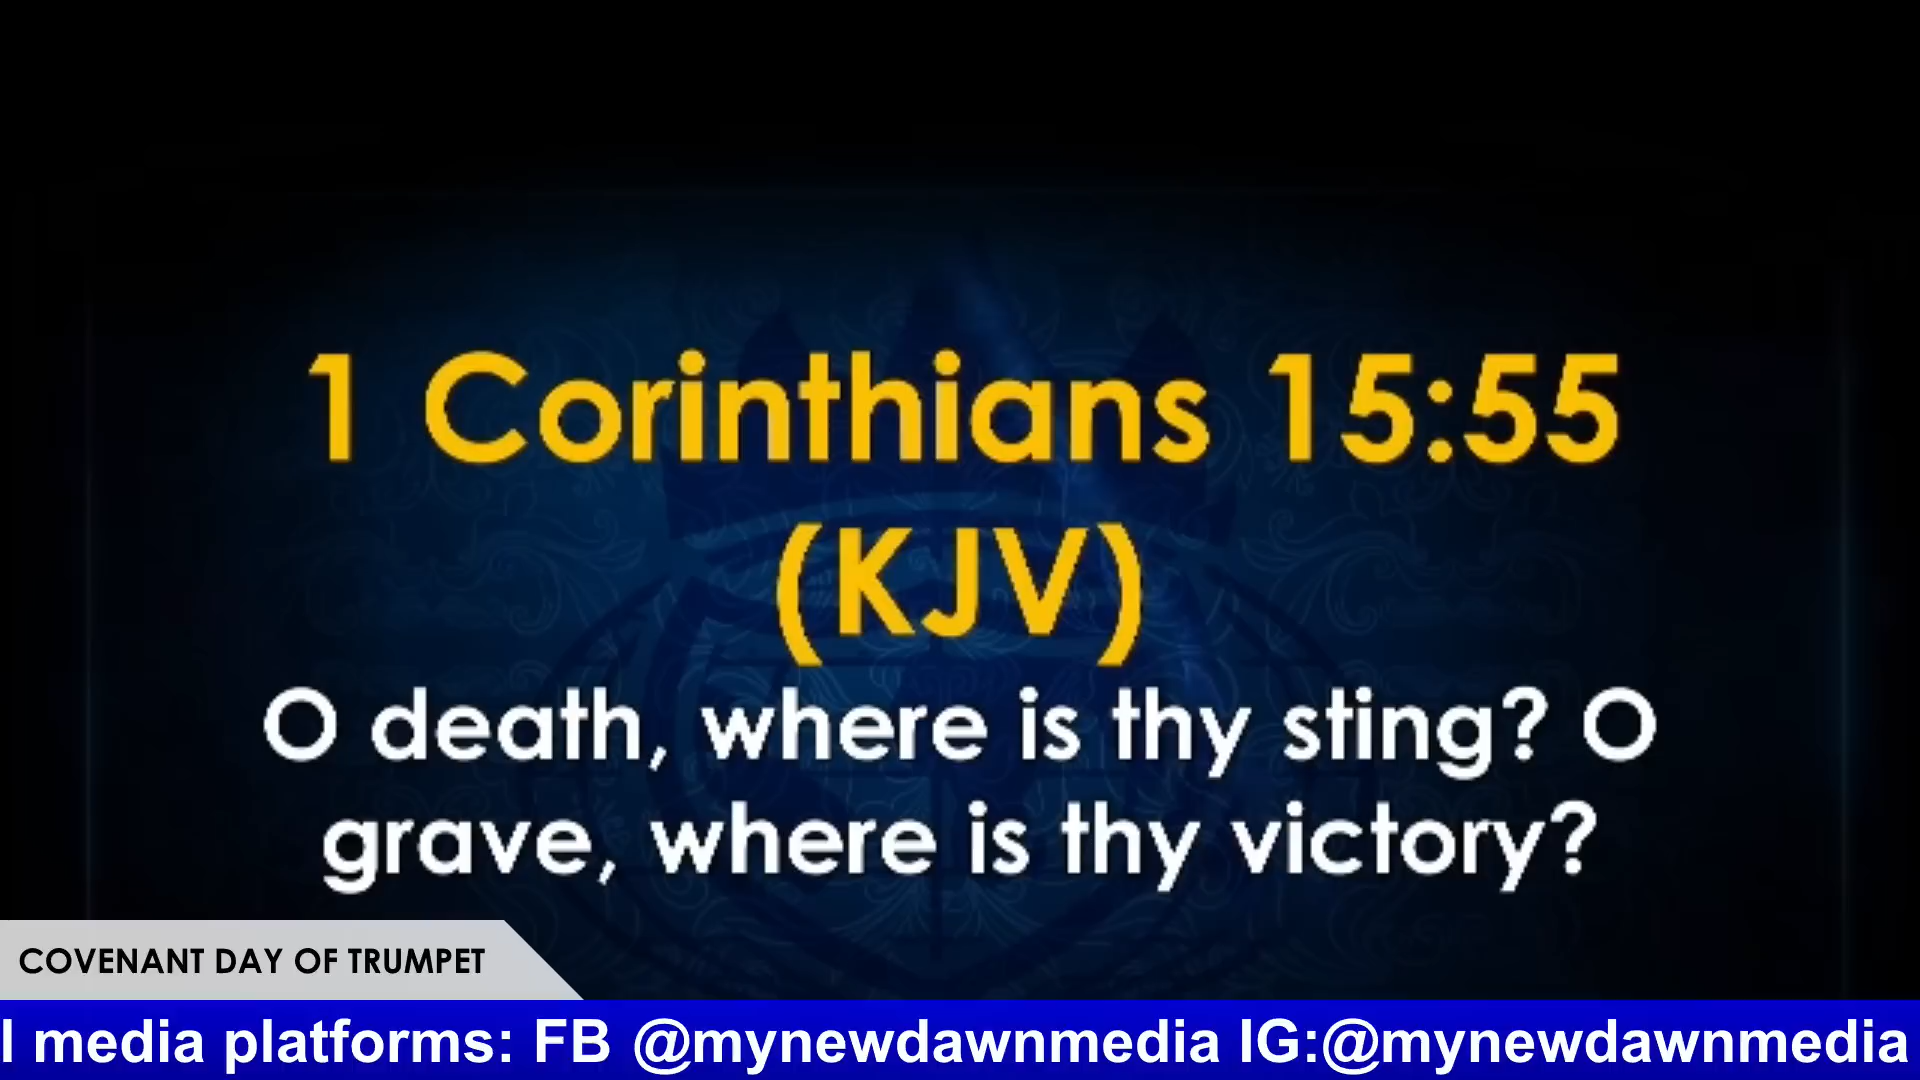 1 Corinthians 15:55
(KJV)
O death, where is thy sting? O
grave, where is thy victory?
COVENANT DAY OF TRUMPET
l media platforms: FB @mynewdawnmedia IG:@mynewdawnmedia